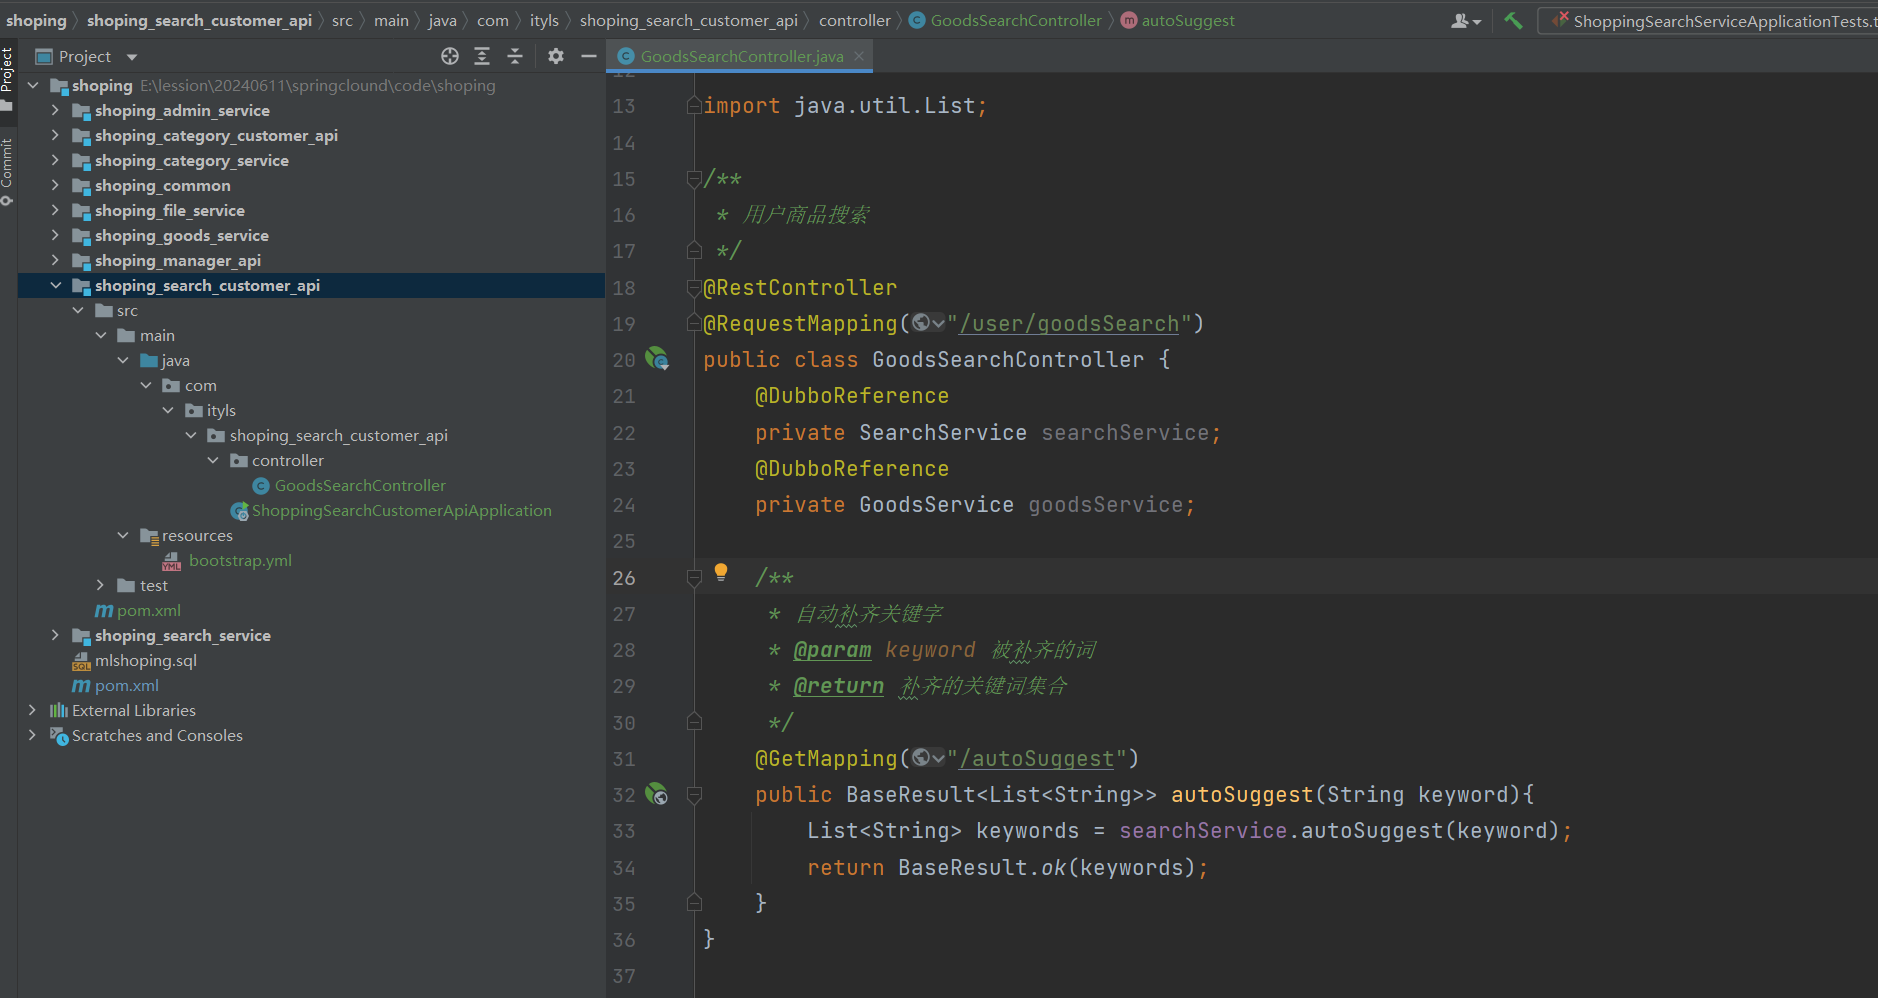 shoping shoping_search_customer_api src main java com ityls shoping_search_customer_api controller GoodsSearchController autoSuggest ShoppingSearchServiceApplicationTests.t
Project
Commit
Project
shoping E:\lession\20240611\springclound\code\shoping
shoping_admin_service
shoping_category_customer_api
shoping_category_service
shoping_common
shoping_file_service
shoping_goods_service
shoping_manager_api
shoping_search_customer_api
src
main
java
com
ityls
shoping_search_customer_api
controller
GoodsSearchController
ShoppingSearchCustomerApiApplication
resources
bootstrap.yml
test
pom.xml
shoping_search_service
mlshoping.sql
pom.xml
External Libraries
Scratches and Consoles
GoodsSearchController.java
12
13 import java.util.List;
14
15 /**
16 * 用户商品搜索
17 */
18 @RestController
19 @RequestMapping("/user/goodsSearch")
20 public class GoodsSearchController {
21 @DubboReference
22 private SearchService searchService;
23 @DubboReference
24 private GoodsService goodsService;
25
26 /**
27 * 自动补齐关键字
28 * @param keyword 被补齐的词
29 * @return 补齐的关键词集合
30 */
31 @GetMapping("/autoSuggest")
32 public BaseResult<List<String>> autoSuggest(String keyword){
33 List<String> keywords = searchService.autoSuggest(keyword);
34 return BaseResult.ok(keywords);
35 }
36 }
37